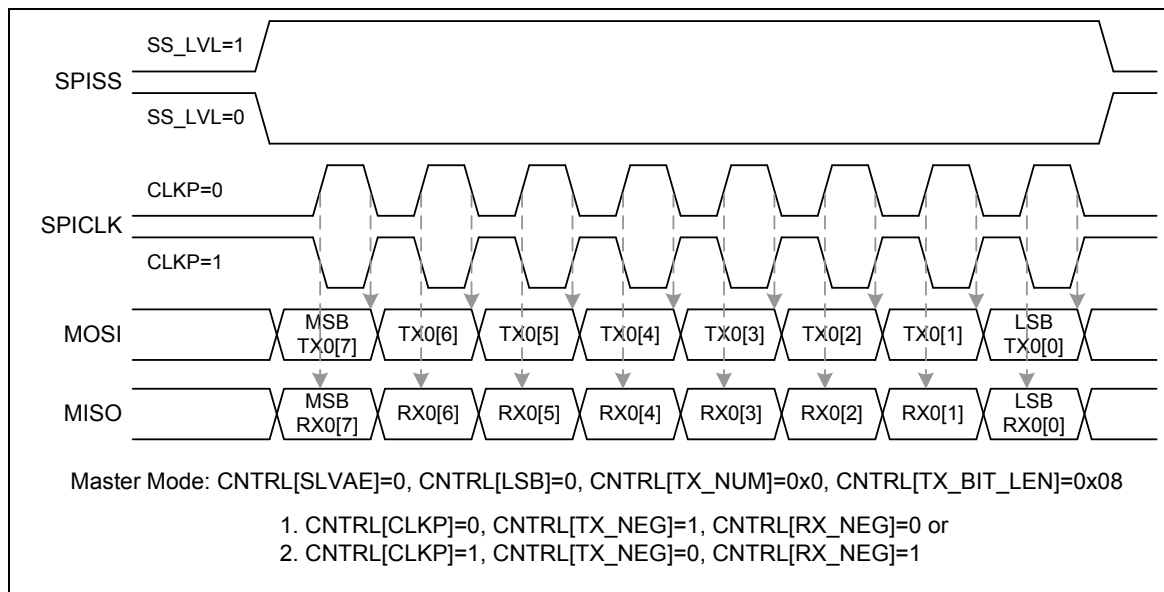 SS_LVL=1
SPISS
SS_LVL=0
CLKP=0
SPICLK
CLKP=1
MOSI
MSB
TX0[7]
TX0[6]
TX0[5]
TX0[4]
TX0[3]
TX0[2]
TX0[1]
LSB
TX0[0]
MISO
MSB
RX0[7]
RX0[6]
RX0[5]
RX0[4]
RX0[3]
RX0[2]
RX0[1]
LSB
RX0[0]
Master Mode: CNTRL[SLVAE]=0, CNTRL[LSB]=0, CNTRL[TX_NUM]=0x0, CNTRL[TX_BIT_LEN]=0x08
1. CNTRL[CLKP]=0, CNTRL[TX_NEG]=1, CNTRL[RX_NEG]=0 or
2. CNTRL[CLKP]=1, CNTRL[TX_NEG]=0, CNTRL[RX_NEG]=1